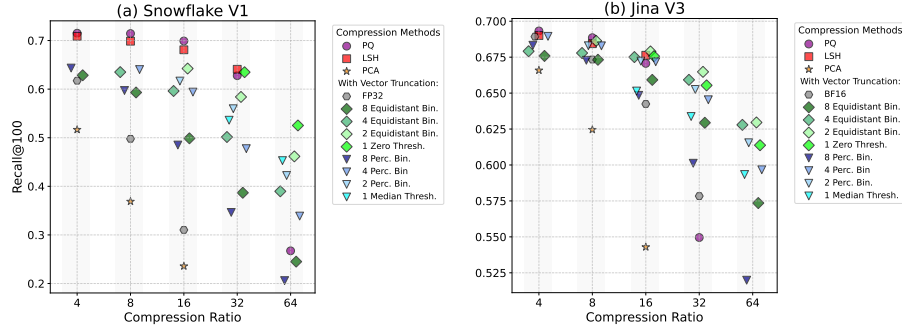 (a) Snowflake V1
Recall@100
0.7
0.6
0.5
0.4
0.3
0.2
4 8 16 32 64
Compression Ratio
Compression Methods
PQ
LSH
PCA
With Vector Truncation:
FP32
8 Equidistant Bin.
4 Equidistant Bin.
2 Equidistant Bin.
1 Zero Thresh.
8 Perc. Bin.
4 Perc. Bin
2 Perc. Bin.
1 Median Thresh.
(b) Jina V3
0.700
0.675
0.650
0.625
0.600
0.575
0.550
0.525
4 8 16 32 64
Compression Ratio
Compression Methods
PQ
LSH
PCA
With Vector Truncation:
BF16
8 Equidistant Bin.
4 Equidistant Bin.
2 Equidistant Bin.
1 Zero Thresh.
8 Perc. Bin.
4 Perc. Bin.
2 Perc. Bin.
1 Median Thresh.